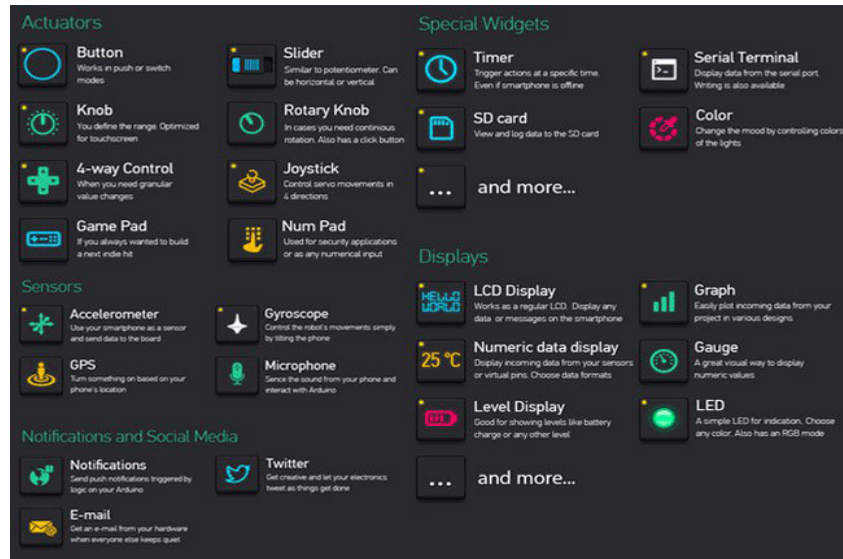 Actuators
Button
Works in push or switch
modes
Slider
Similar to potentiometer. Can
be horizontal or vertical
Knob
You define the range. Optimized
for touchscreen
Rotary Knob
In cases you need continious
rotation. Also has a click button
4-way Control
When you need granular
value changes
Joystick
Control servo movements in
4 directions
Game Pad
If you always wanted to build
a next indie hit
Num Pad
Used for security applications
or as any numerical input
Sensors
Accelerometer
Use your smartphone as a sensor
and send data to the board
Gyroscope
Control the robot's movements simply
by tilting the phone
GPS
Turn something on based on your
phone's location
Microphone
Sence the sound from your phone and
interact with Arduino
Notifications and Social Media
Notifications
Send push notifications triggered by
logic on your Arduino
Twitter
Get creative and let your electronics
tweet as things get done
E-mail
Get an e-mail from your hardware
when everyone else keeps quiet
Special Widgets
Timer
Trigger actions at a specific time.
Even if smartphone is offline
Serial Terminal
Display data from the serial port.
Writing is also available
SD card
View and log data to the SD card
Color
Change the mood by controlling colors
of the lights
... and more...
Displays
HELLO
WORLD
LCD Display
Works as a regular LCD. Display any
data or messages on the smartphone
Graph
Easily plot incoming data from your
project in various designs
25 °C
Numeric data display
Display incoming data from your sensors
or virtual pins. Choose data formats
Gauge
A great visual way to display
numeric values
Level Display
Good for showing levels like battery
charge or any other level
LED
A simple LED for indication. Choose
any color. Also has an RGB mode
... and more...